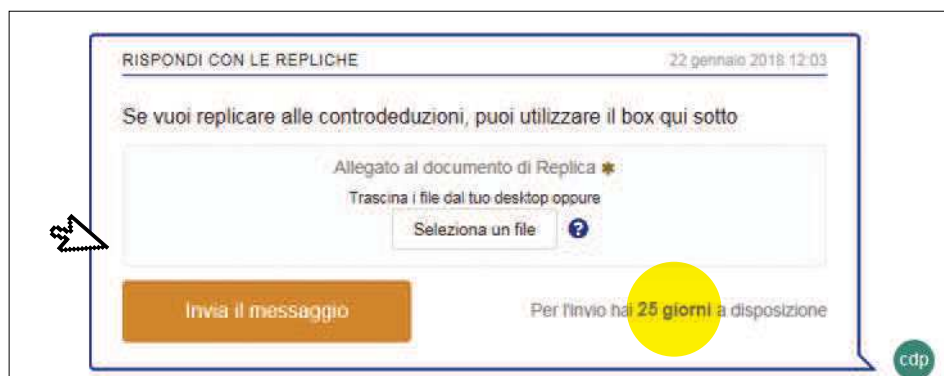 RISPONDI CON LE REPLICHE 22 gennaio 2018 12:03
Se vuoi replicare alle controdeduzioni, puoi utilizzare il box qui sotto
Allegato al documento di Replica *
Trascina i file dal tuo desktop oppure
Seleziona un file ?
Invia il messaggio Per l'invio hai 25 giorni a disposizione
cdp